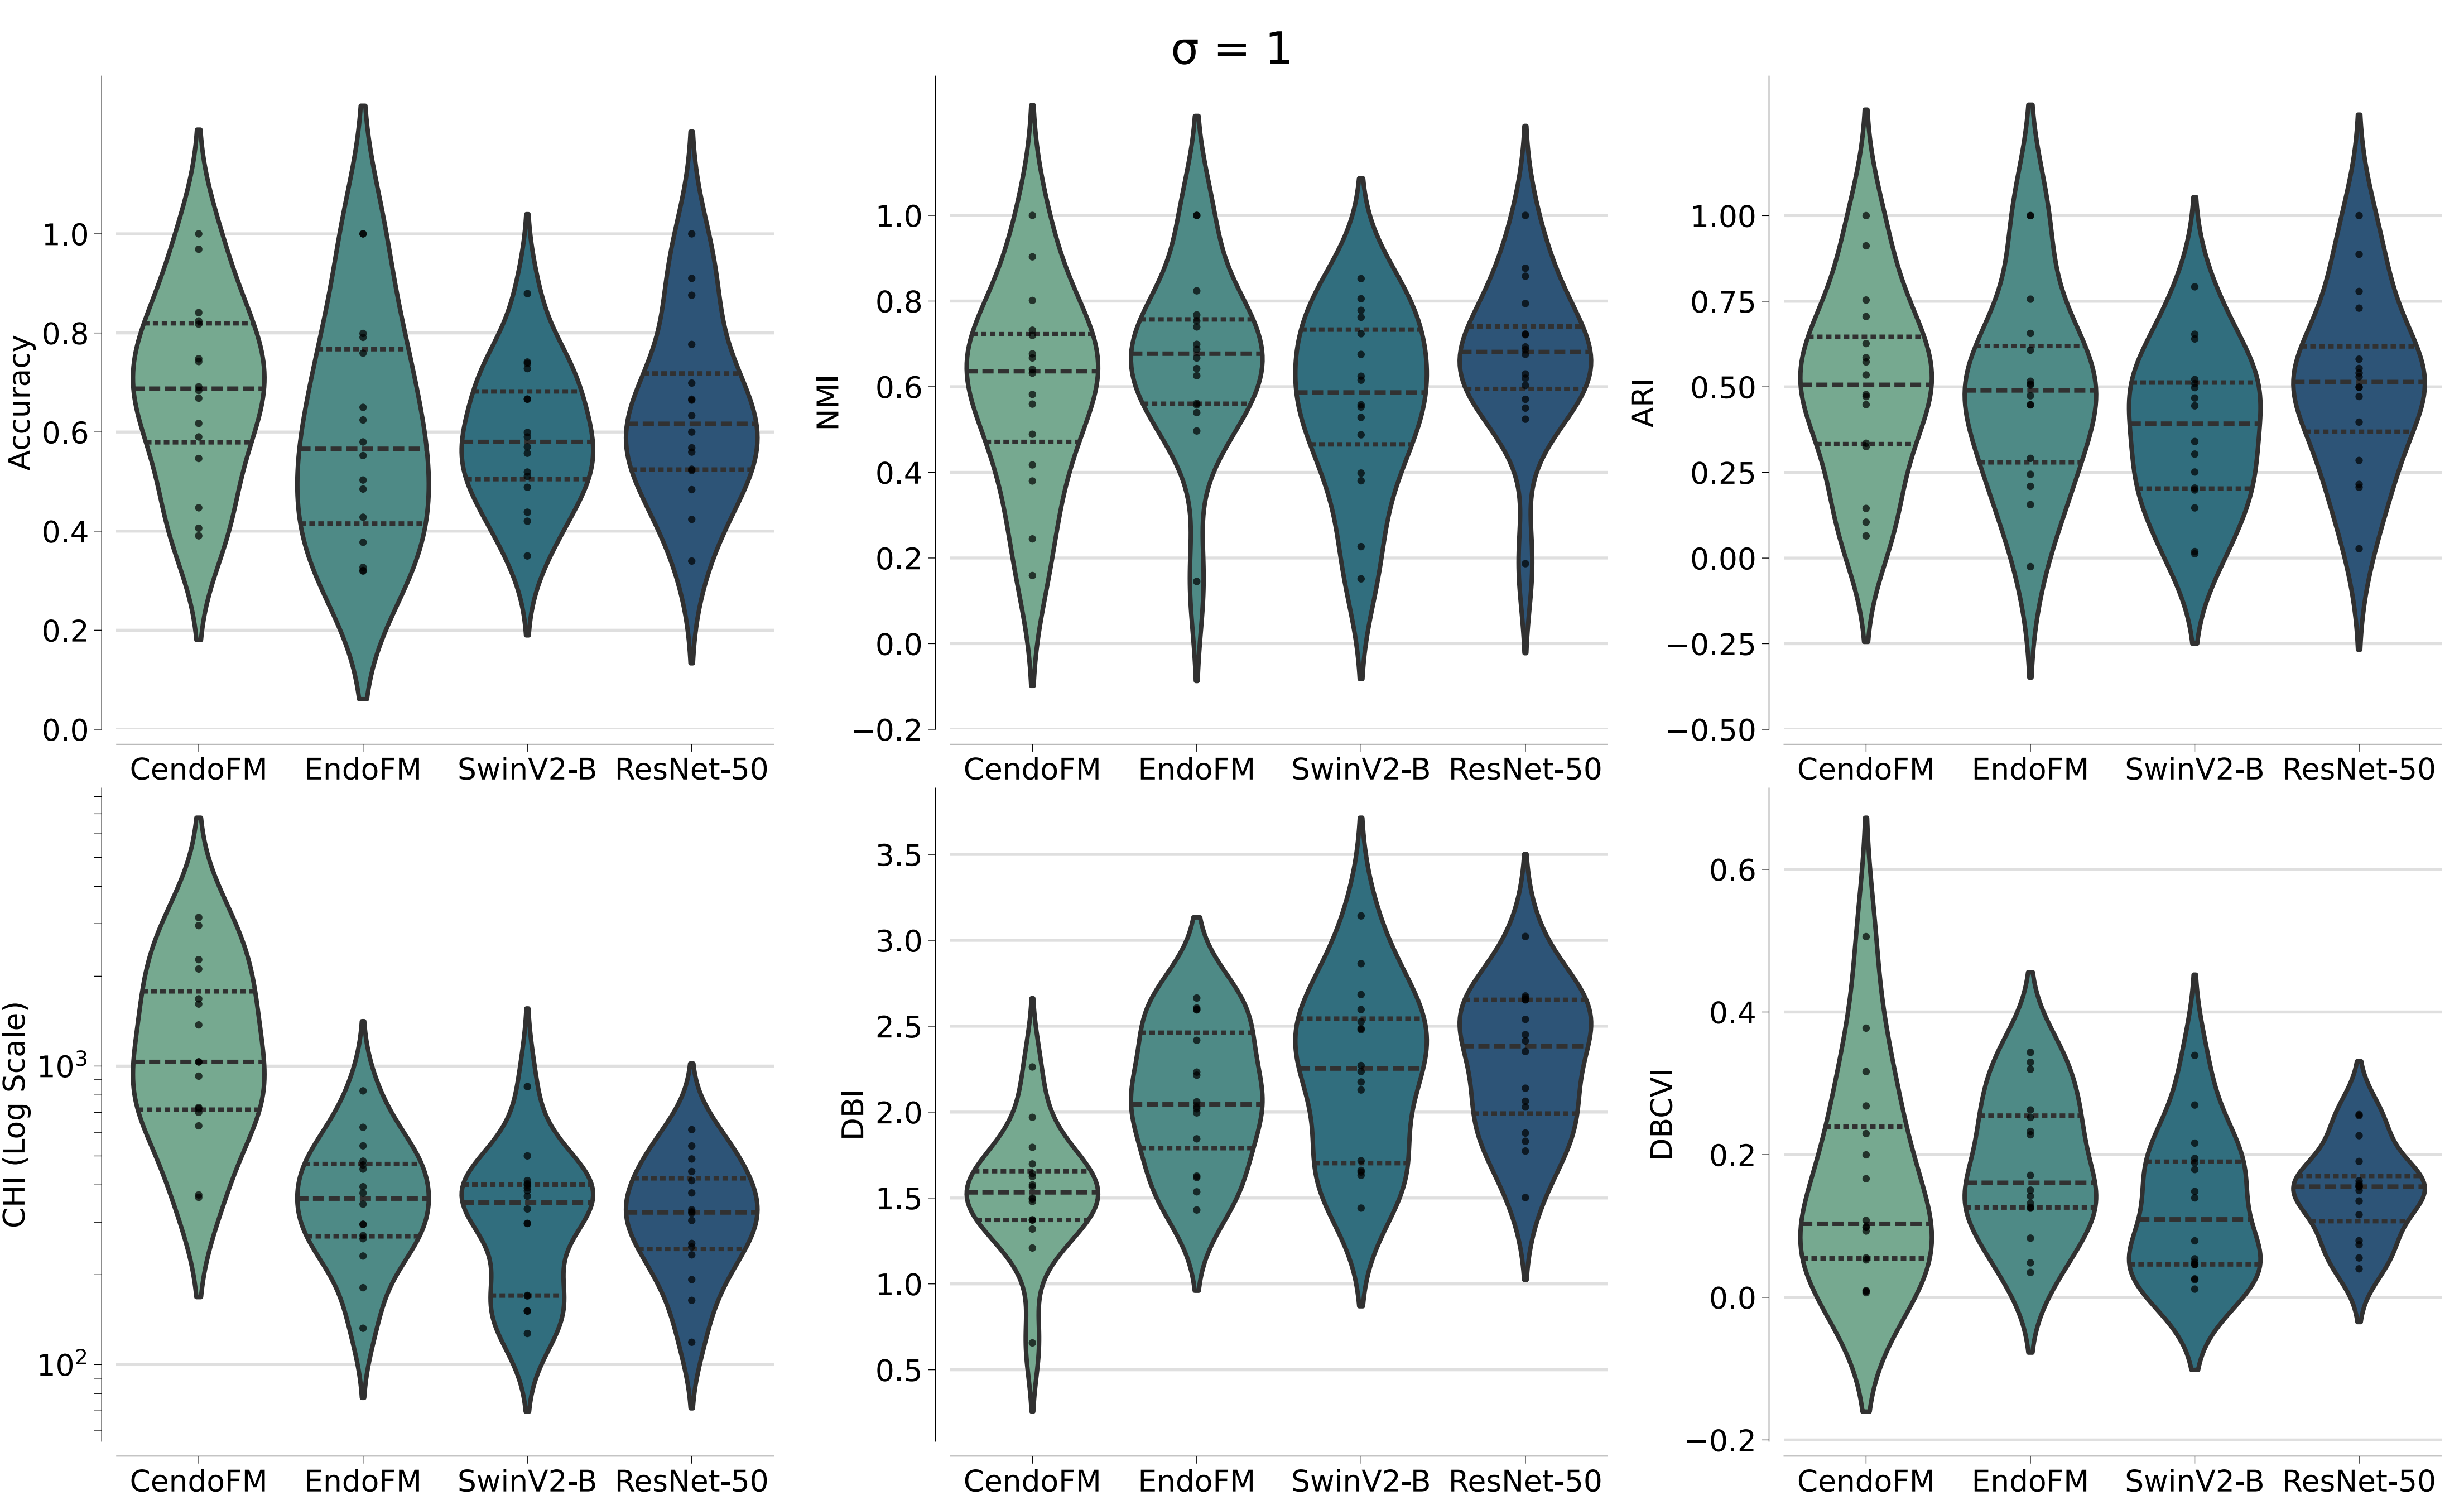 σ = 1
Accuracy
1.0
0.8
0.6
0.4
0.2
0.0
CendoFM EndoFM SwinV2-B ResNet-50
NMI
1.0
0.8
0.6
0.4
0.2
0.0
−0.2
CendoFM EndoFM SwinV2-B ResNet-50
ARI
1.00
0.75
0.50
0.25
0.00
−0.25
−0.50
CendoFM EndoFM SwinV2-B ResNet-50
CHI (Log Scale)
10³
10²
CendoFM EndoFM SwinV2-B ResNet-50
DBI
3.5
3.0
2.5
2.0
1.5
1.0
0.5
CendoFM EndoFM SwinV2-B ResNet-50
DBCVI
0.6
0.4
0.2
0.0
−0.2
CendoFM EndoFM SwinV2-B ResNet-50